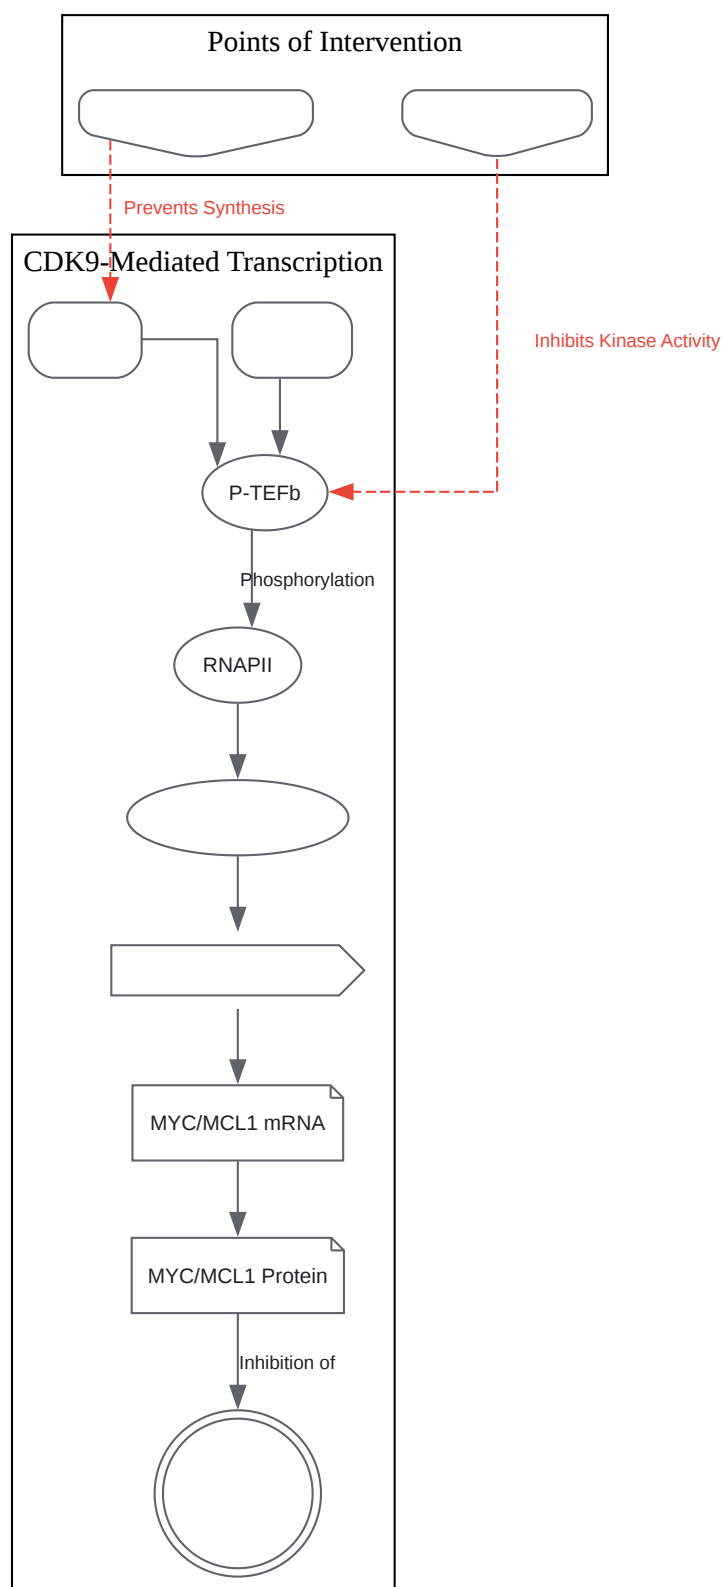 Points of Intervention
Prevents Synthesis
CDK9-Mediated Transcription
Inhibits Kinase Activity
P-TEFb
Phosphorylation
RNAPII
MYC/MCL1 mRNA
MYC/MCL1 Protein
Inhibition of